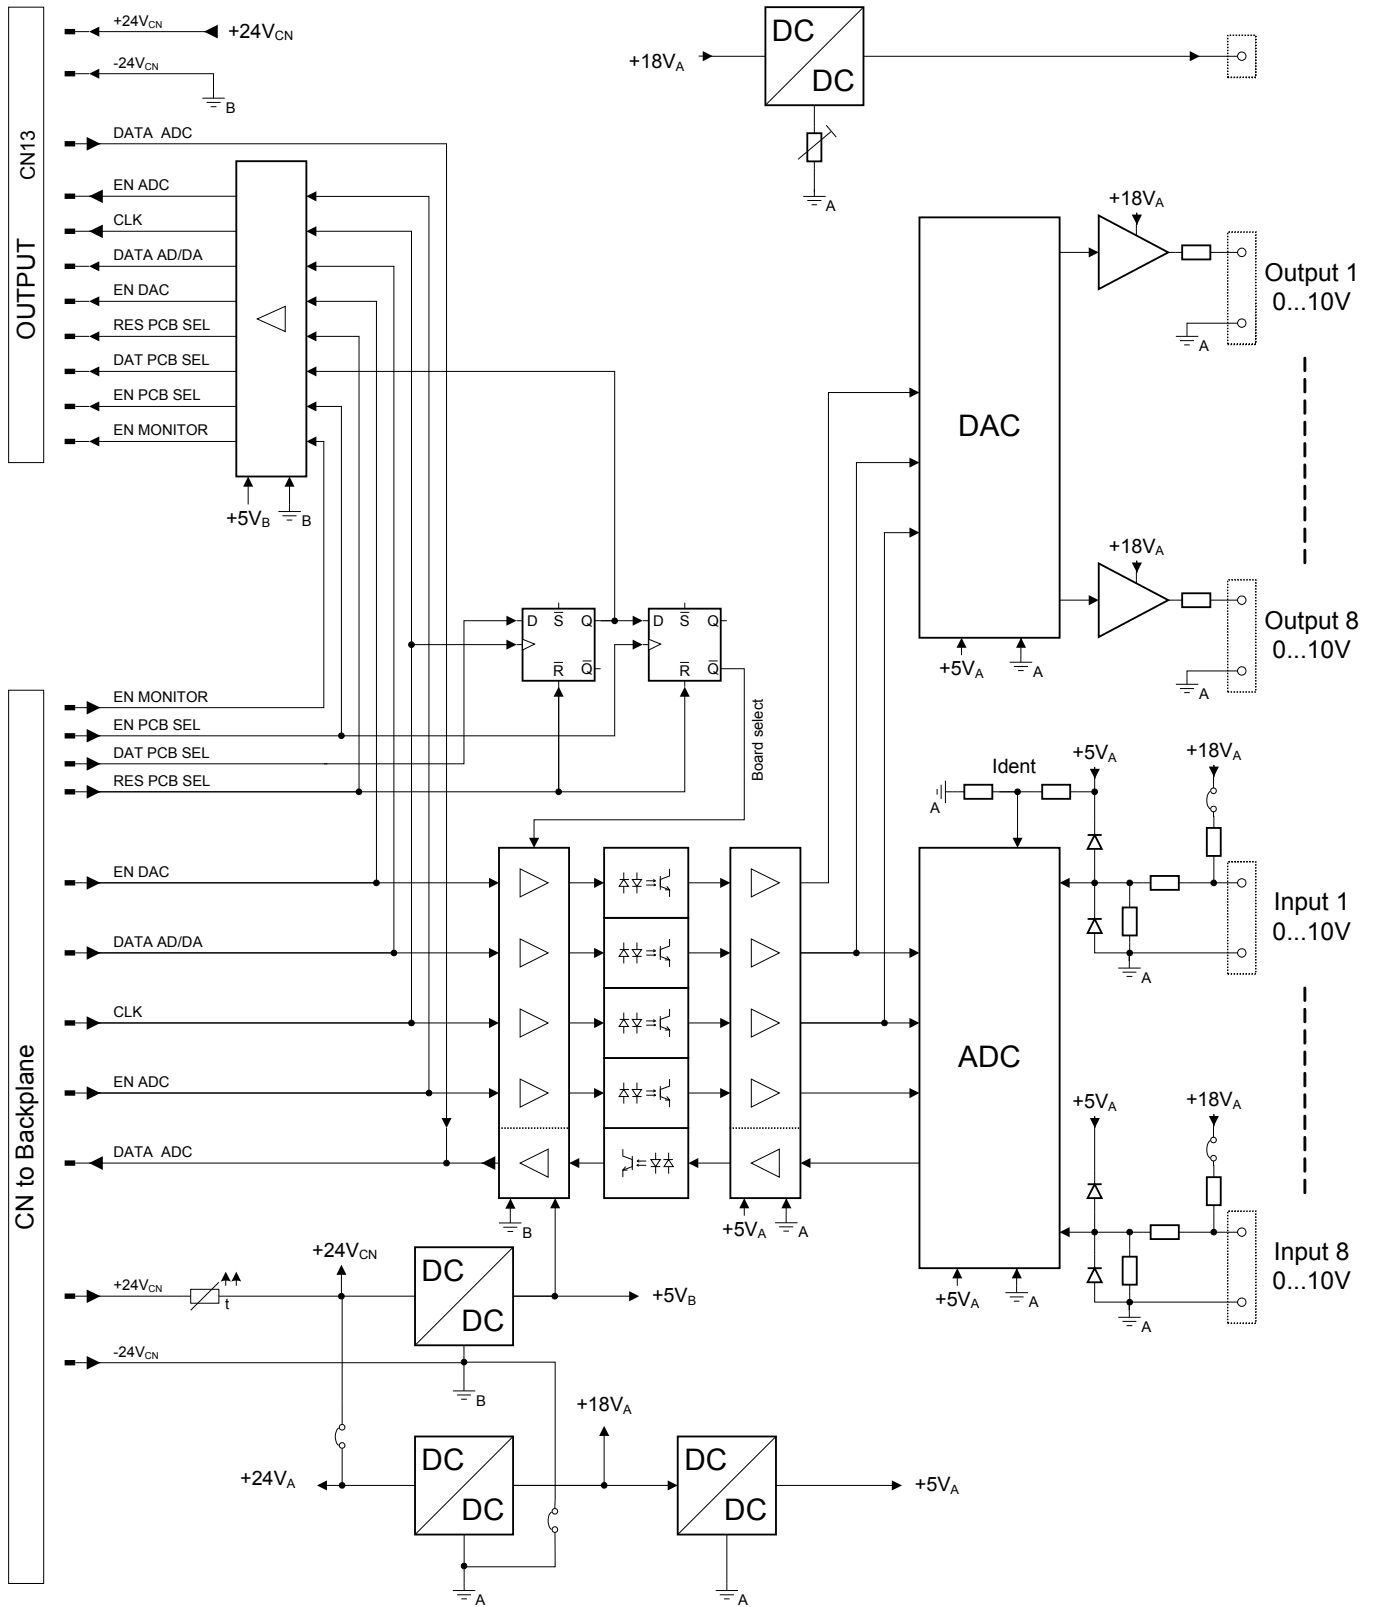 OUTPUT CN13
+24VCN
+24VCN
-24VCN
B
DATA ADC
EN ADC
CLK
DATA AD/DA
EN DAC
RES PCB SEL
DAT PCB SEL
EN PCB SEL
EN MONITOR
+5VB
B
+18VA
DC
DC
A
DAC
+18VA
Output 1
0...10V
A
+18VA
Output 8
0...10V
A
+5VA
A
D S Q
R Q
D S Q
R Q
Board select
CN to Backplane
EN MONITOR
EN PCB SEL
DAT PCB SEL
RES PCB SEL
EN DAC
DATA AD/DA
CLK
EN ADC
DATA ADC
B
+5VA
A
Ident
A
+5VA
+18VA
ADC
Input 1
0...10V
A
+5VA
+18VA
Input 8
0...10V
A
+5VA
A
+24VCN
+24VCN
t
DC
DC
+5VB
-24VCN
B
+18VA
+24VA
DC
DC
A
DC
DC
A
+5VA